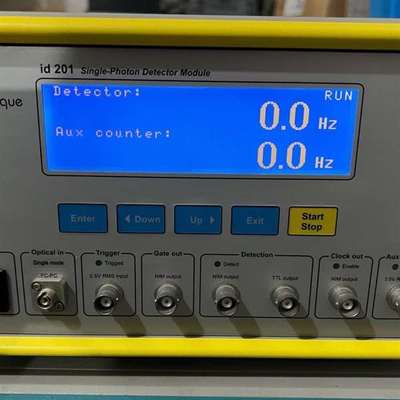 id 201 Single-Photon Detector Module
que
Detector: RUN
0.0 Hz
Aux counter:
0.0 Hz
Enter Down Up Exit Start Stop
Optical in Trigger Gate out Detection Clock out Aux
Single mode Triggered Detect Enable
FC-PC NIM output NIM output TTL output NIM output